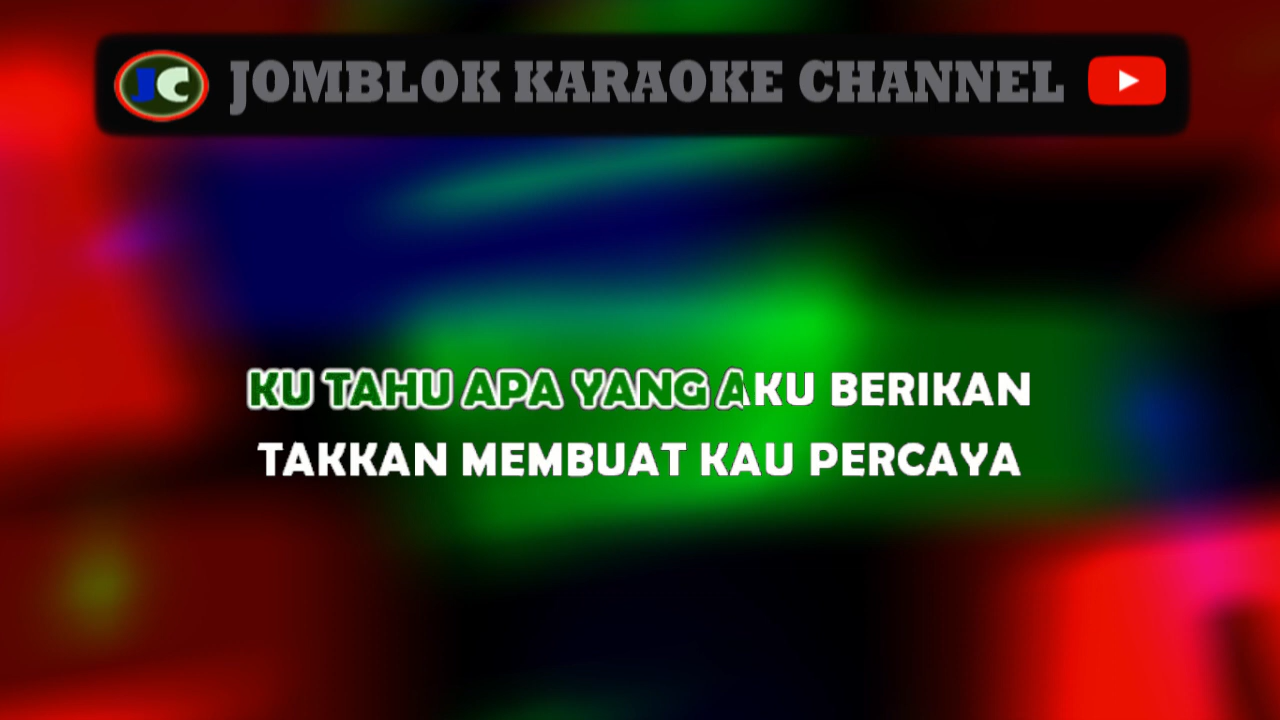 JC JOMBLOK KARAOKE CHANNEL
KU TAHU APA YANG AKU BERIKAN
TAKKAN MEMBUAT KAU PERCAYA